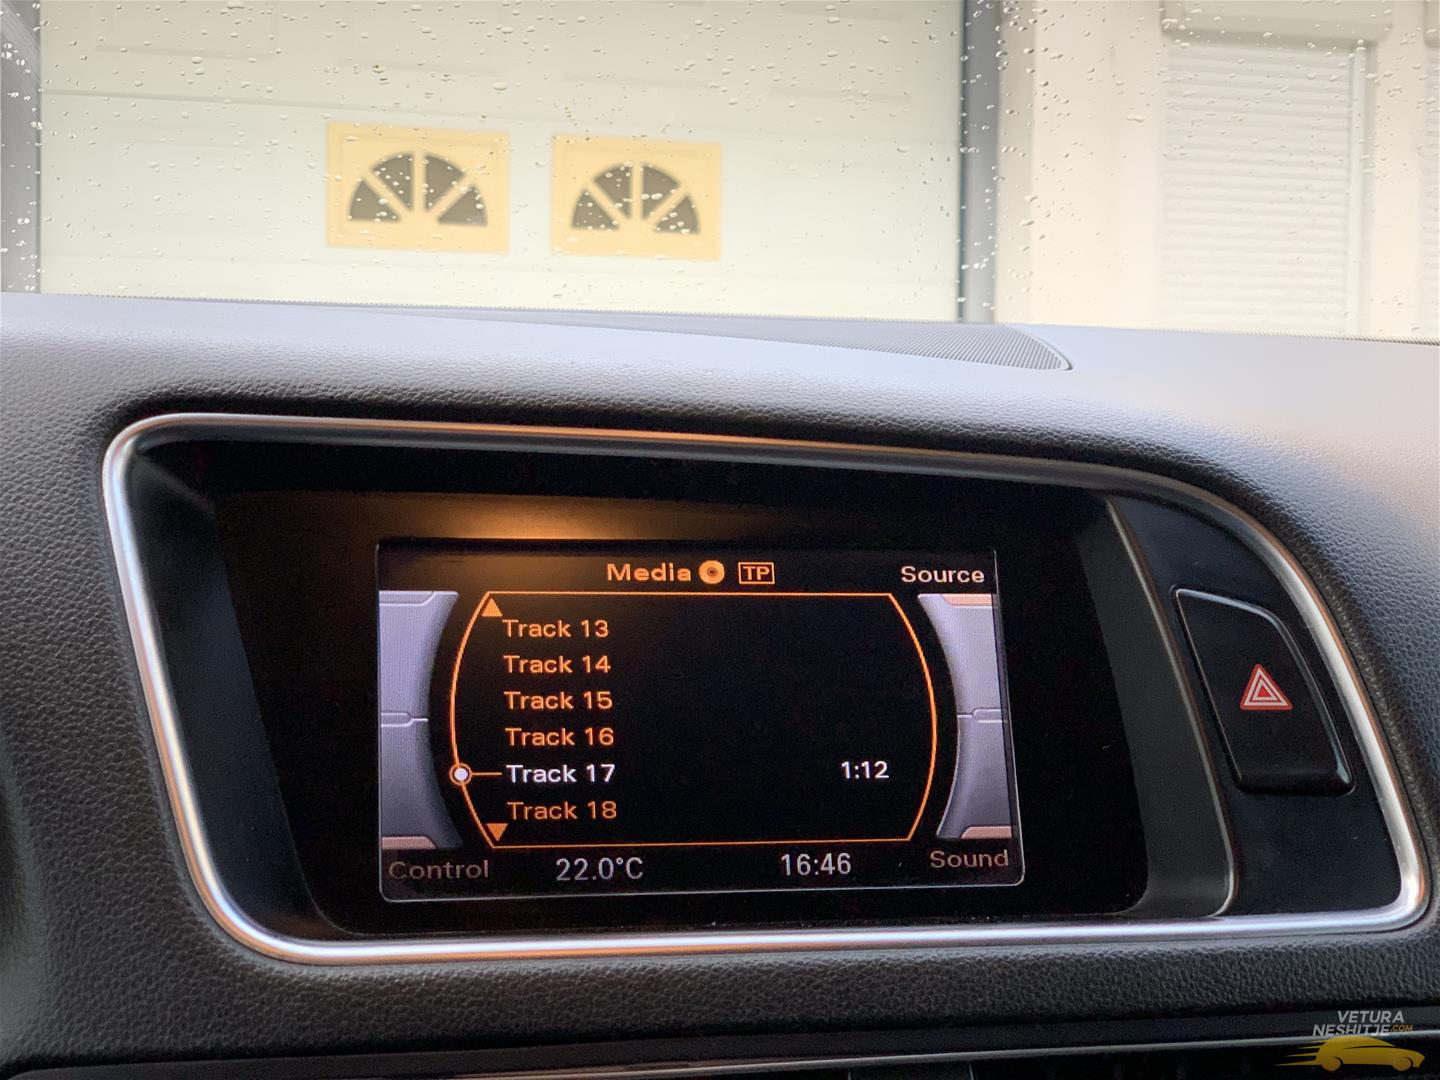 Media TP Source
Track 13
Track 14
Track 15
Track 16
Track 17 1:12
Track 18
Control 22.0°C 16:46 Sound
VETURA
NESHITJE.COM